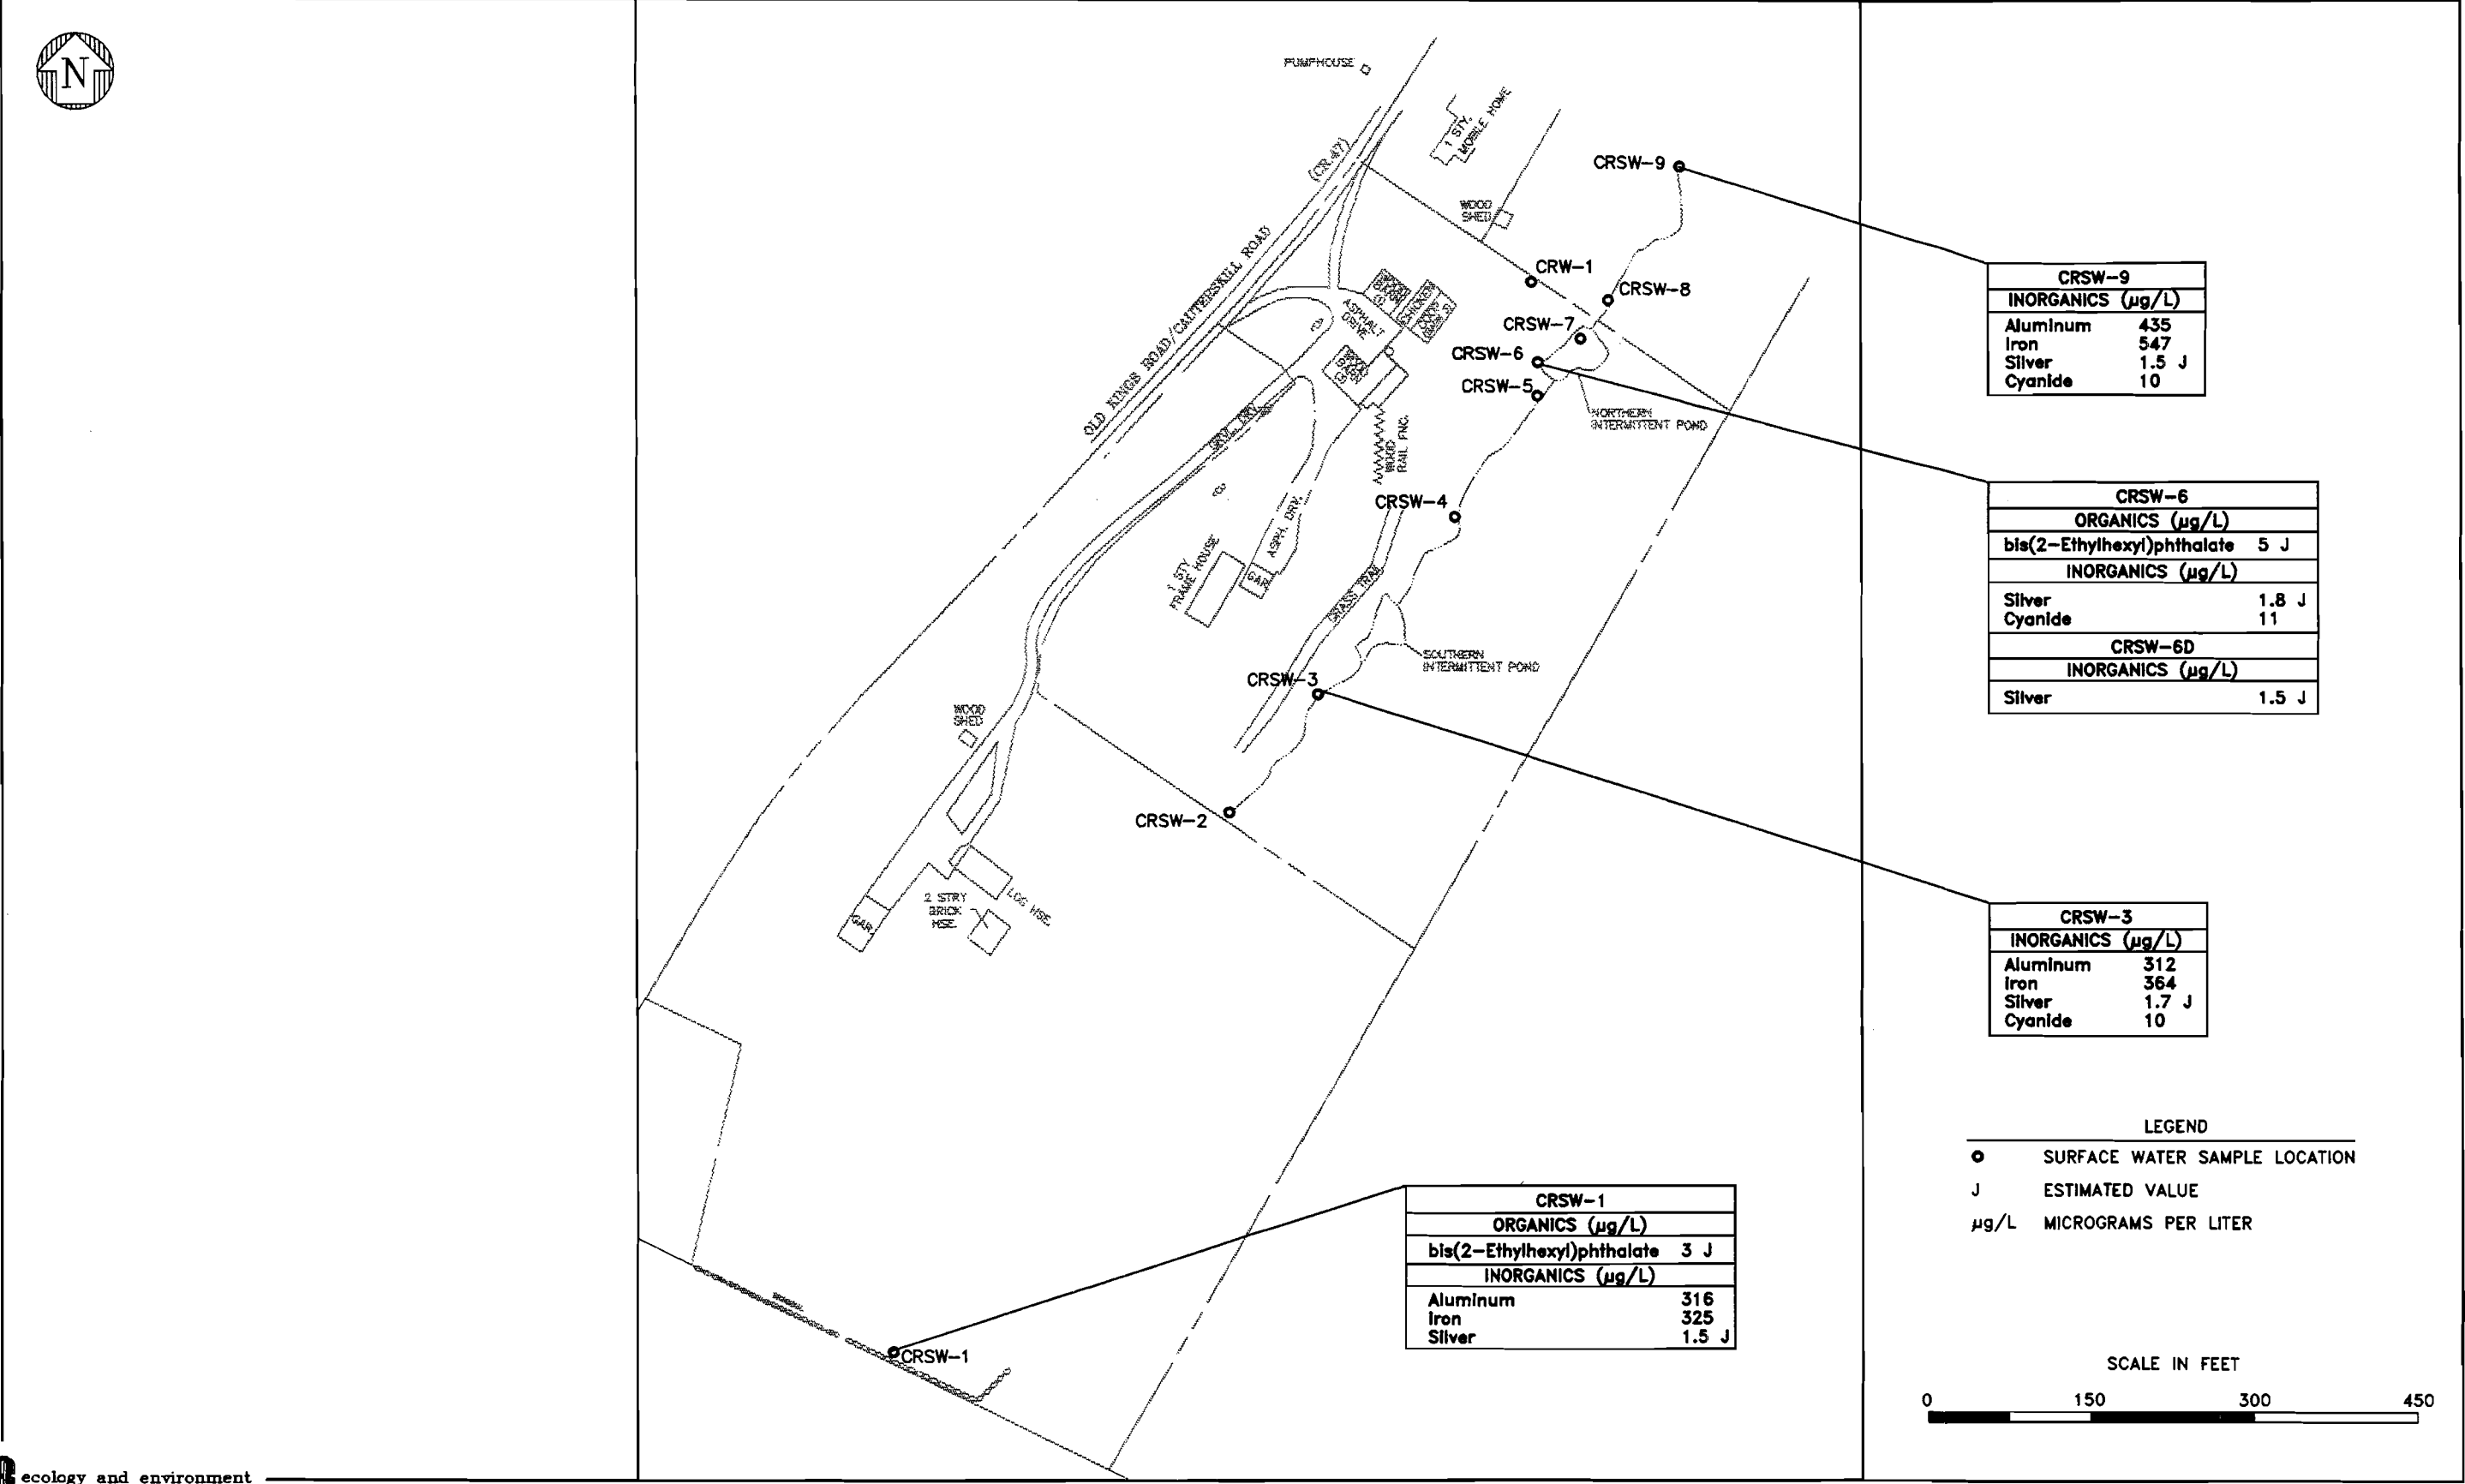 N
PUMPHOUSE
1 STY.
MOBILE HOME
(CR.47)
OLD KINGS ROAD/CAUTERSKILL ROAD
WOOD
SHED
CRSW-9
CRW-1
CRSW-8
CRSW-7
CRSW-6
CRSW-5
ASPHALT
DRIVE
CHICKEN
COOP
NORTHERN
INTERMITTENT POND
GRVL. DRV.
WOOD
RAIL FNC.
CRSW-4
ASPH. DRV.
1 STY
FRAME HOUSE
GAR.
GRASS TRAIL
SOUTHERN
INTERMITTENT POND
CRSW-3
WOOD
SHED
CRSW-2
LOG HSE.
2 STRY
BRICK
HSE.
GAR.
CRSW-1
CRSW-9
INORGANICS (µg/L)
Aluminum 435
Iron 547
Silver 1.5 J
Cyanide 10
CRSW-6
ORGANICS (µg/L)
bis(2-Ethylhexyl)phthalate 5 J
INORGANICS (µg/L)
Silver 1.8 J
Cyanide 11
CRSW-6D
INORGANICS (µg/L)
Silver 1.5 J
CRSW-3
INORGANICS (µg/L)
Aluminum 312
Iron 364
Silver 1.7 J
Cyanide 10
CRSW-1
ORGANICS (µg/L)
bis(2-Ethylhexyl)phthalate 3 J
INORGANICS (µg/L)
Aluminum 316
Iron 325
Silver 1.5 J
LEGEND
SURFACE WATER SAMPLE LOCATION
J ESTIMATED VALUE
µg/L MICROGRAMS PER LITER
SCALE IN FEET
0 150 300 450
ecology and environment